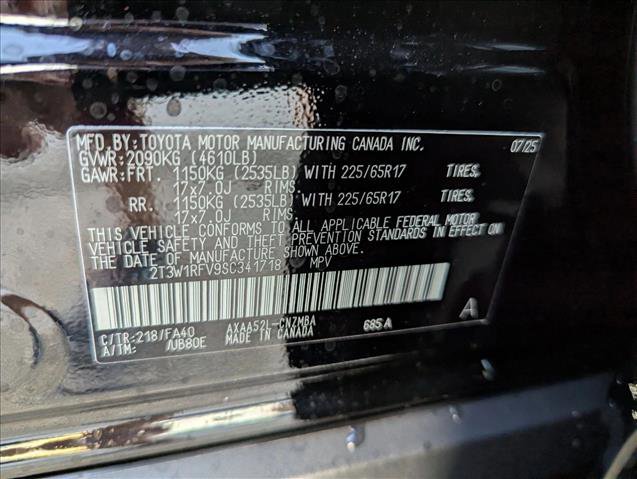 MFD.BY:TOYOTA MOTOR MANUFACTURING CANADA INC. 07/25
GVWR:2090KG (4610LB)
GAWR:FRT. 1150KG (2535LB) WITH 225/65R17 TIRES.
17x7.0J RIMS.
RR. 1150KG (2535LB) WITH 225/65R17 TIRES.
17x7.0J RIMS.
THIS VEHICLE CONFORMS TO ALL APPLICABLE FEDERAL MOTOR
VEHICLE SAFETY AND THEFT PREVENTION STANDARDS IN EFFECT ON
THE DATE OF MANUFACTURE SHOWN ABOVE.
2T3W1RFV9SC341718 MPV
C/TR:218/FA40 AXAA52L-CNZMBA 685A A
A/TM: /UB80E MADE IN CANADA